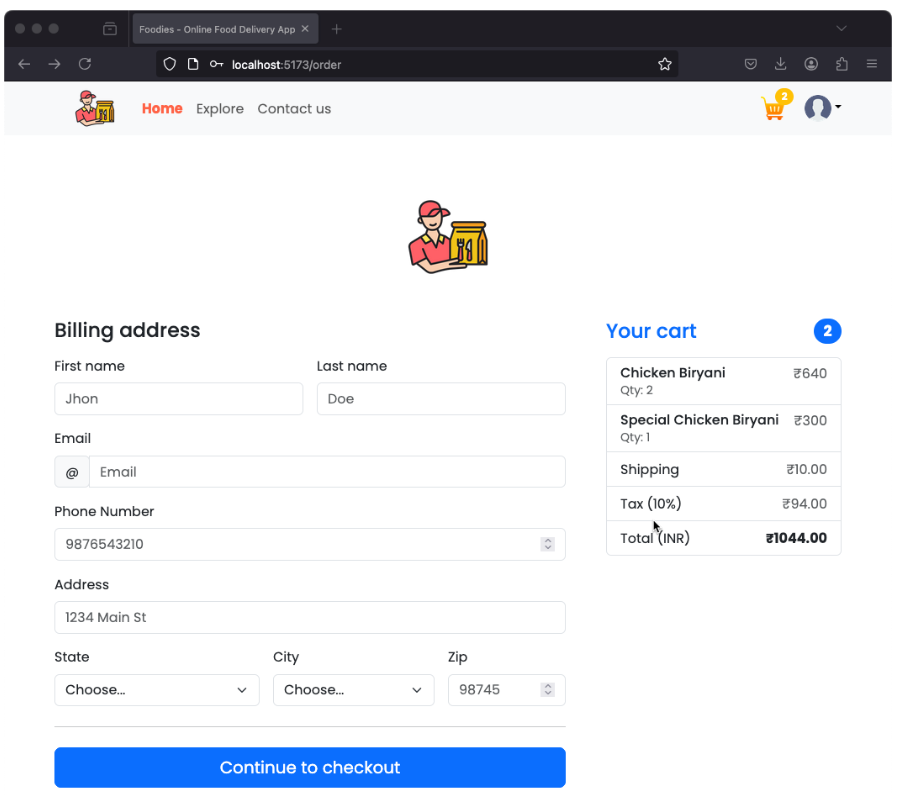 Foodies - Online Food Delivery App
localhost:5173/order
Home Explore Contact us
2
Billing address
First name Last name
Jhon Doe
Email
@ Email
Phone Number
9876543210
Address
1234 Main St
State City Zip
Choose... Choose... 98745
Continue to checkout
Your cart 2
Chicken Biryani ₹640
Qty: 2
Special Chicken Biryani ₹300
Qty: 1
Shipping ₹10.00
Tax (10%) ₹94.00
Total (INR) ₹1044.00